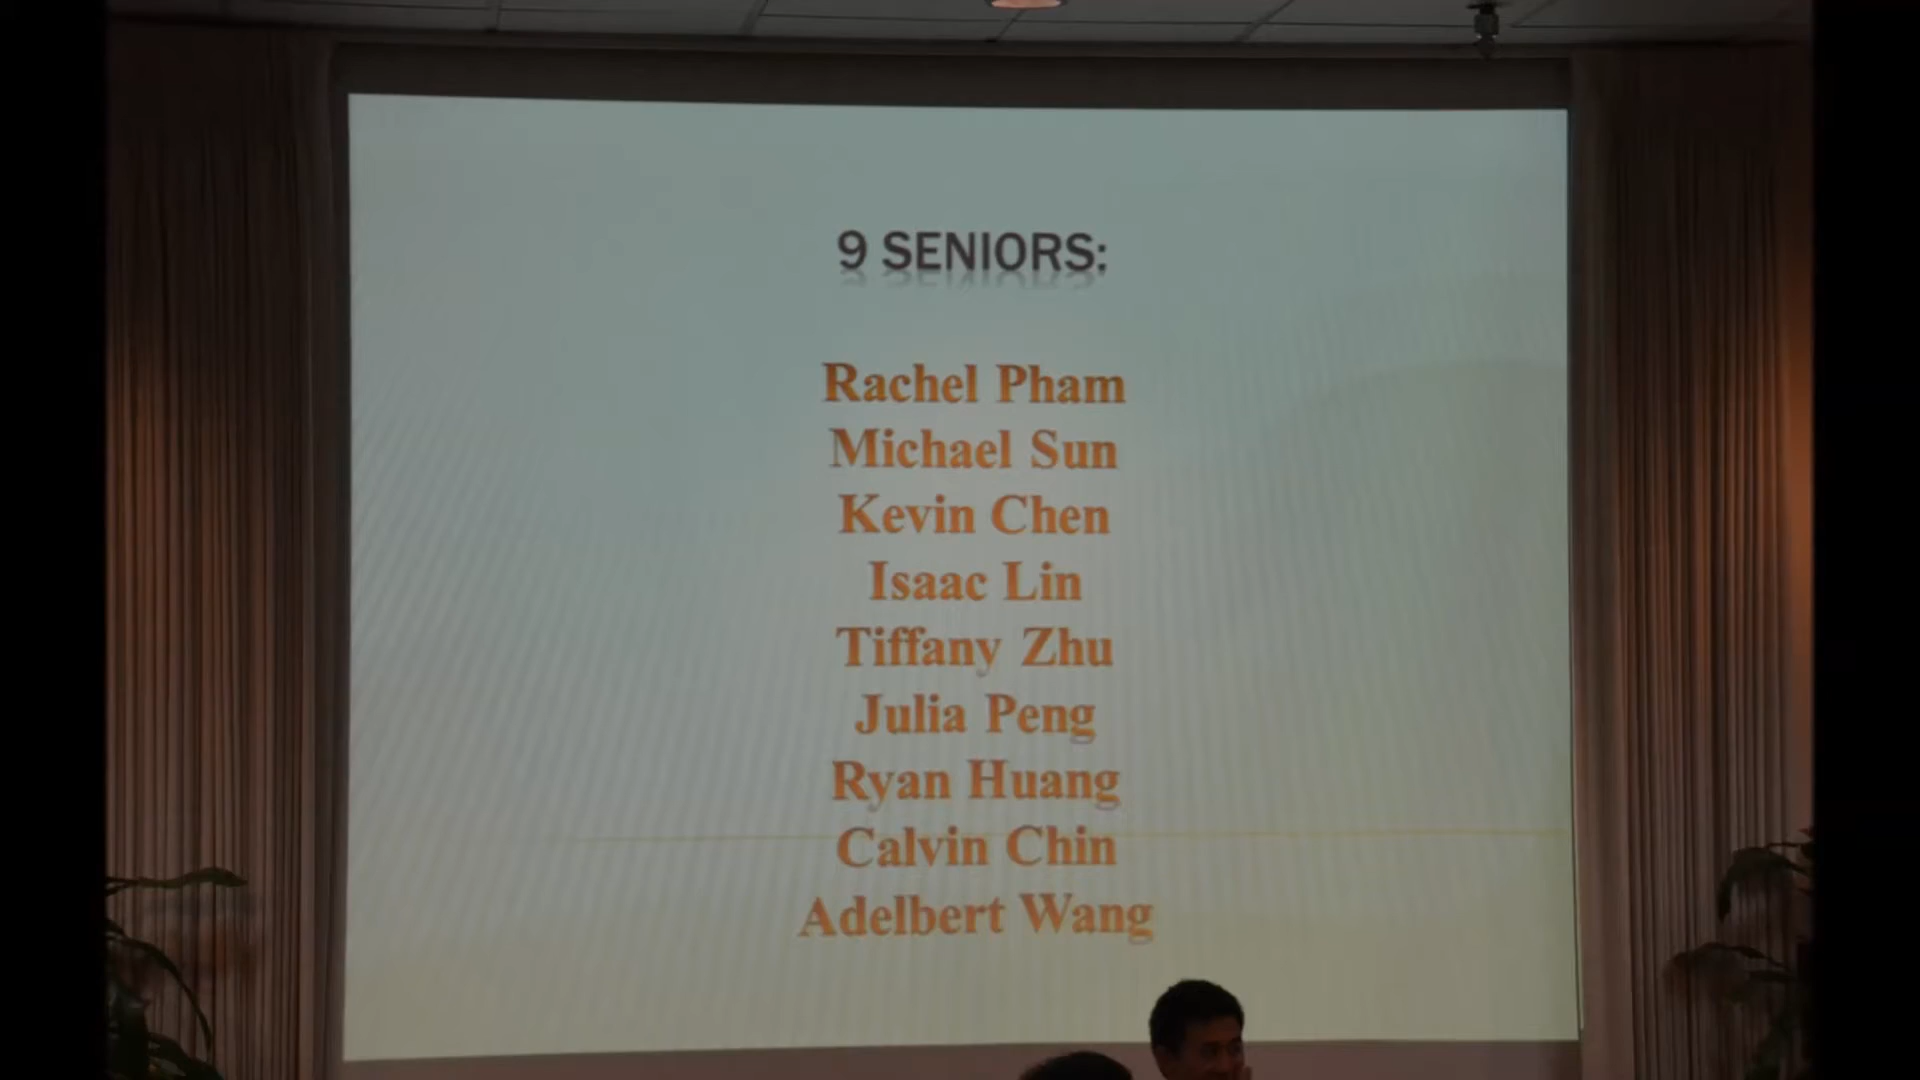 9 SENIORS:
Rachel Pham
Michael Sun
Kevin Chen
Isaac Lin
Tiffany Zhu
Julia Peng
Ryan Huang
Calvin Chin
Adelbert Wang